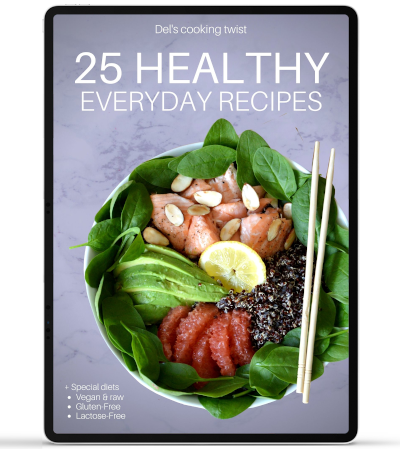 Del's cooking twist
25 HEALTHY
EVERYDAY RECIPES
+ Special diets
• Vegan & raw
• Gluten-Free
• Lactose-Free